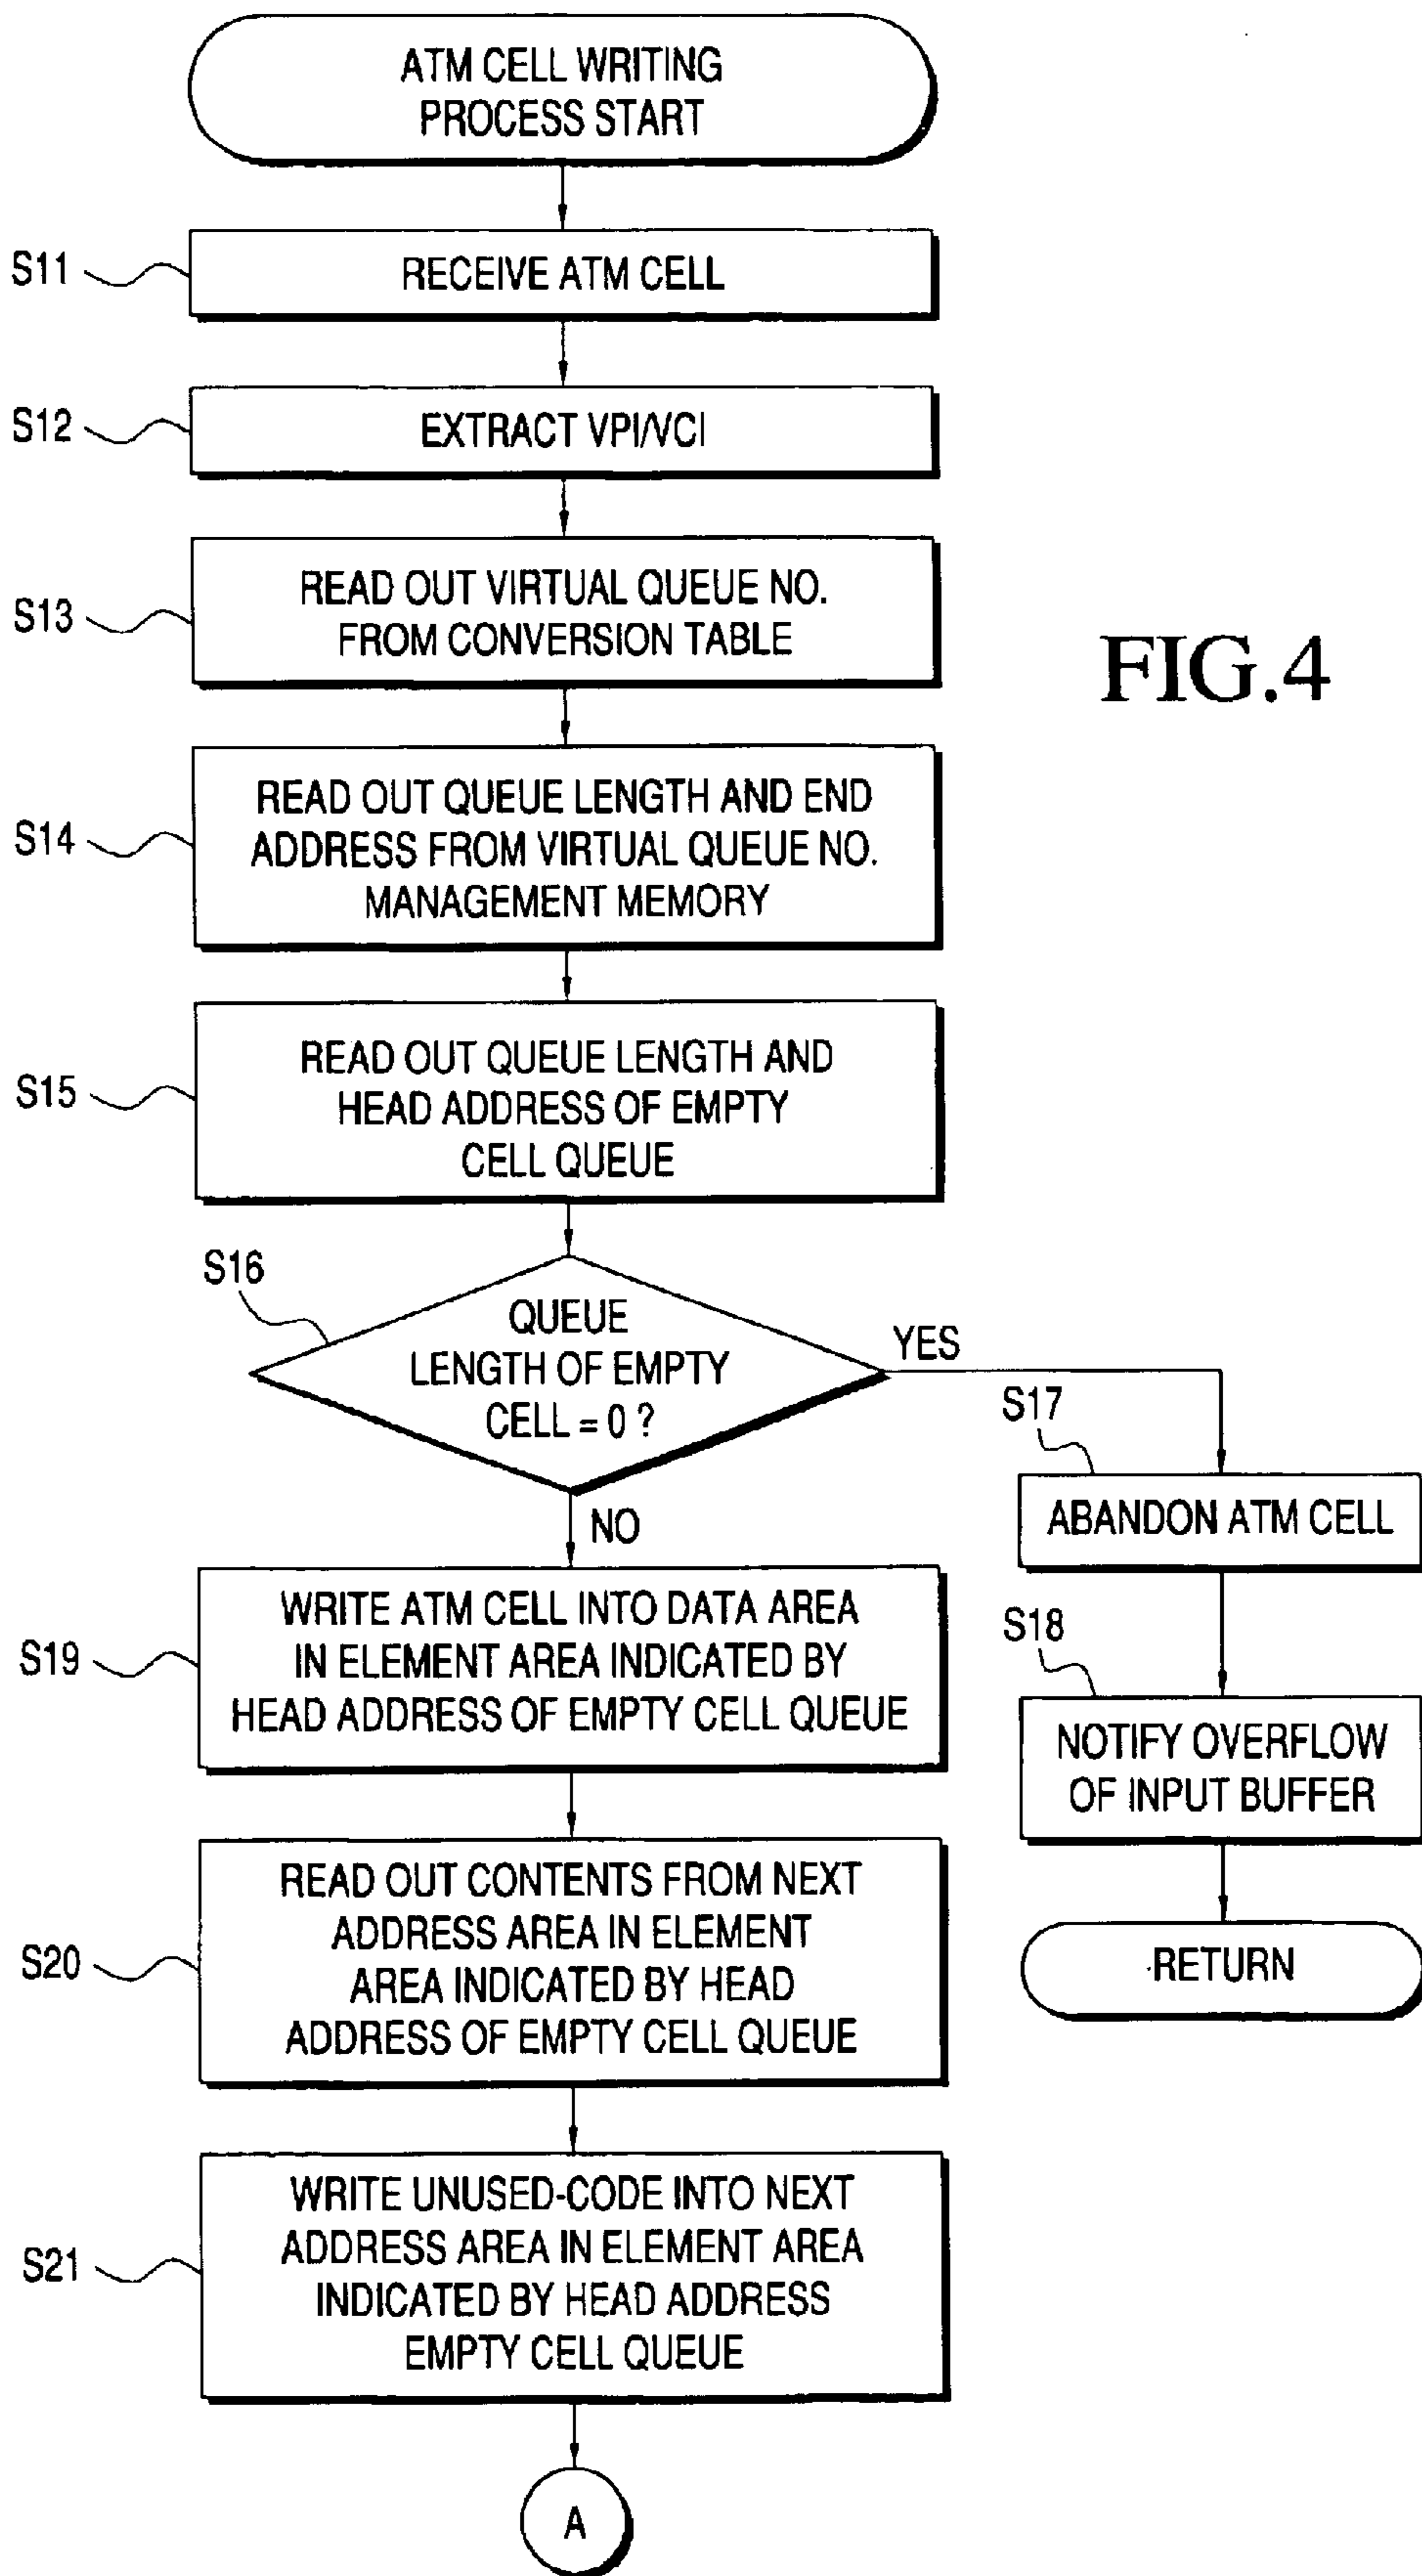 ATM CELL WRITING
PROCESS START
S11
RECEIVE ATM CELL
S12
EXTRACT VPI/VCI
S13
READ OUT VIRTUAL QUEUE NO.
FROM CONVERSION TABLE
FIG.4
S14
READ OUT QUEUE LENGTH AND END
ADDRESS FROM VIRTUAL QUEUE NO.
MANAGEMENT MEMORY
S15
READ OUT QUEUE LENGTH AND
HEAD ADDRESS OF EMPTY
CELL QUEUE
S16
QUEUE
LENGTH OF EMPTY
CELL = 0 ?
YES
NO
S17
ABANDON ATM CELL
S18
NOTIFY OVERFLOW
OF INPUT BUFFER
RETURN
S19
WRITE ATM CELL INTO DATA AREA
IN ELEMENT AREA INDICATED BY
HEAD ADDRESS OF EMPTY CELL QUEUE
S20
READ OUT CONTENTS FROM NEXT
ADDRESS AREA IN ELEMENT
AREA INDICATED BY HEAD
ADDRESS OF EMPTY CELL QUEUE
S21
WRITE UNUSED-CODE INTO NEXT
ADDRESS AREA IN ELEMENT AREA
INDICATED BY HEAD ADDRESS
EMPTY CELL QUEUE
A